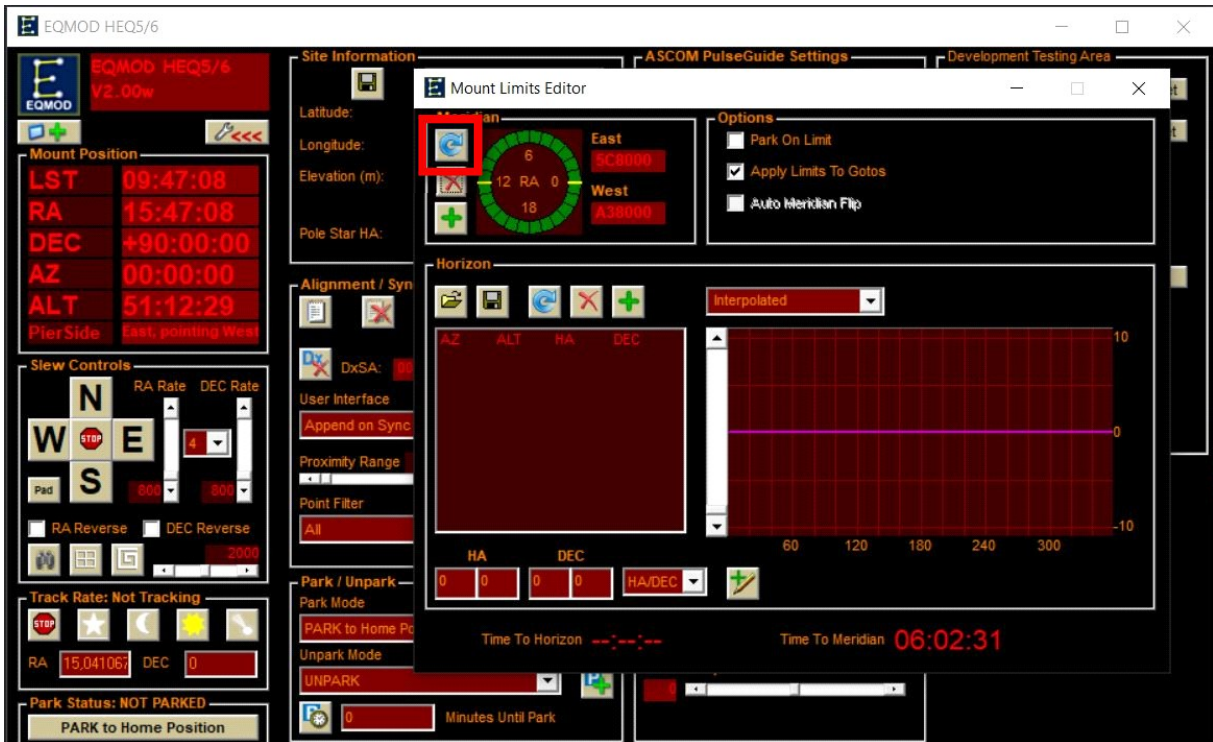 EQMOD HEQ5/6
EQMOD
EQMOD HEQ5/6
V2.00w
<<<
Mount Position
LST 09:47:08
RA 15:47:08
DEC +90:00:00
AZ 00:00:00
ALT 51:12:29
PierSide East, pointing West
Slew Controls
RA Rate DEC Rate
N
W STOP E
4
S
Pad
800 800
RA Reverse DEC Reverse
2000
Track Rate: Not Tracking
STOP
RA 15,041067 DEC 0
Park Status: NOT PARKED
PARK to Home Position
Site Information
Latitude:
Longitude:
Elevation (m):
Pole Star HA:
Alignment / Syn
Dx
DxSA:
User Interface
Append on Sync
Proximity Range
Point Filter
All
Park / Unpark
Park Mode
PARK to Home Po
Unpark Mode
UNPARK
0 Minutes Until Park
ASCOM PulseGuide Settings
Development Testing Area
Mount Limits Editor
Meridian
6
12 RA 0
18
East
5C8000
West
A38000
Options
Park On Limit
Apply Limits To Gotos
Auto Meridian Flip
Horizon
Interpolated
AZ ALT HA DEC
10
0
-10
60 120 180 240 300
HA DEC
0 0 0 0 HA/DEC
Time To Horizon --:--:-- Time To Meridian 06:02:31
0